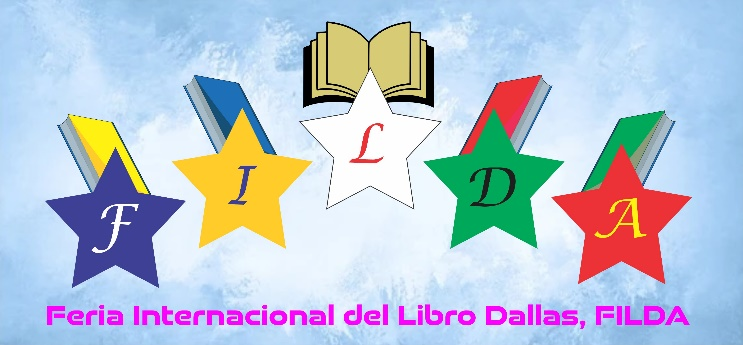 F I L D A
Feria Internacional del Libro Dallas, FILDA